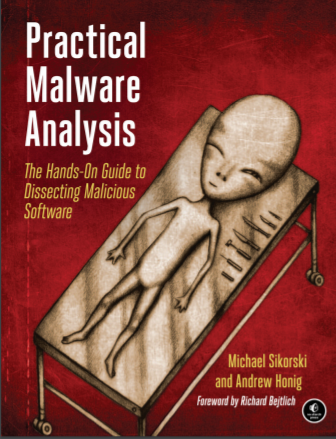 Practical
Malware
Analysis
The Hands-On Guide to
Dissecting Malicious
Software
Michael Sikorski
and Andrew Honig
Foreword by Richard Bejtlich